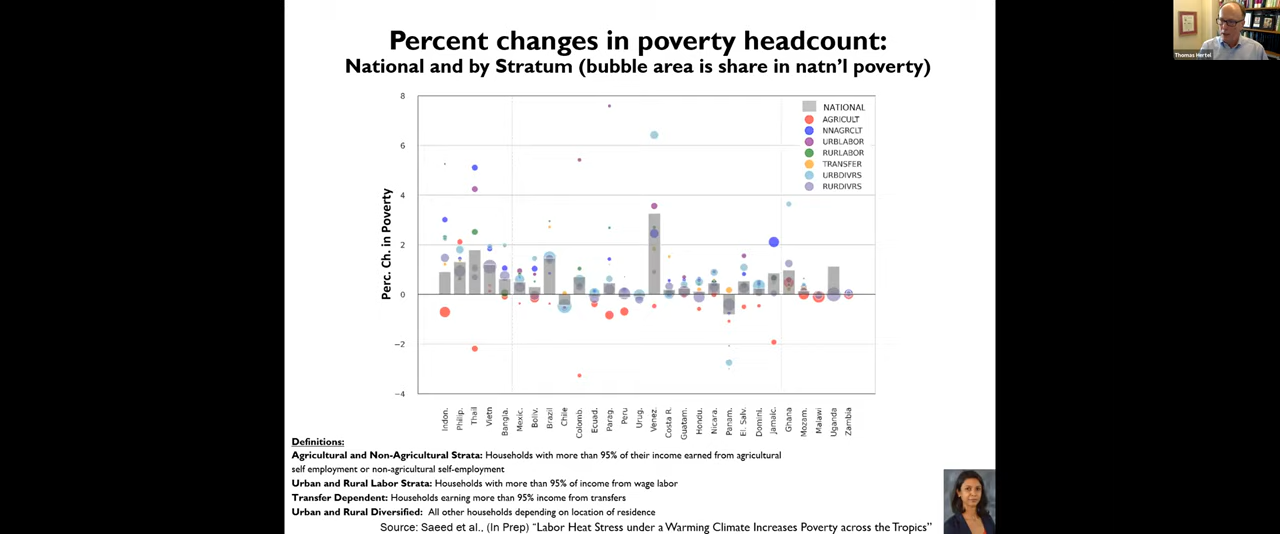 Percent changes in poverty headcount:
National and by Stratum (bubble area is share in natn'l poverty)
Thomas Hertel
8
6
4
2
0
−2
−4
Perc. Ch. in Poverty
NATIONAL
AGRICULT
NNAGRCLT
URBLABOR
RURLABOR
TRANSFER
URBDIVRS
RURDIVRS
Indon.
Philip.
Thail
Vietn
Bangla.
Mexic.
Boliv.
Brazil
Chile
Colomb.
Ecuad.
Parag.
Peru
Urug.
Venez.
Costa R.
Guatam.
Hondu.
Nicara.
Panam.
El. Salv.
Domini.
Jamaic.
Ghana
Mozam.
Malawi
Uganda
Zambia
Definitions:
Agricultural and Non-Agricultural Strata: Households with more than 95% of their income earned from agricultural
self employment or non-agricultural self-employment
Urban and Rural Labor Strata: Households with more than 95% of income from wage labor
Transfer Dependent: Households earning more than 95% income from transfers
Urban and Rural Diversified: All other households depending on location of residence
Source: Saeed et al., (In Prep) “Labor Heat Stress under a Warming Climate Increases Poverty across the Tropics”